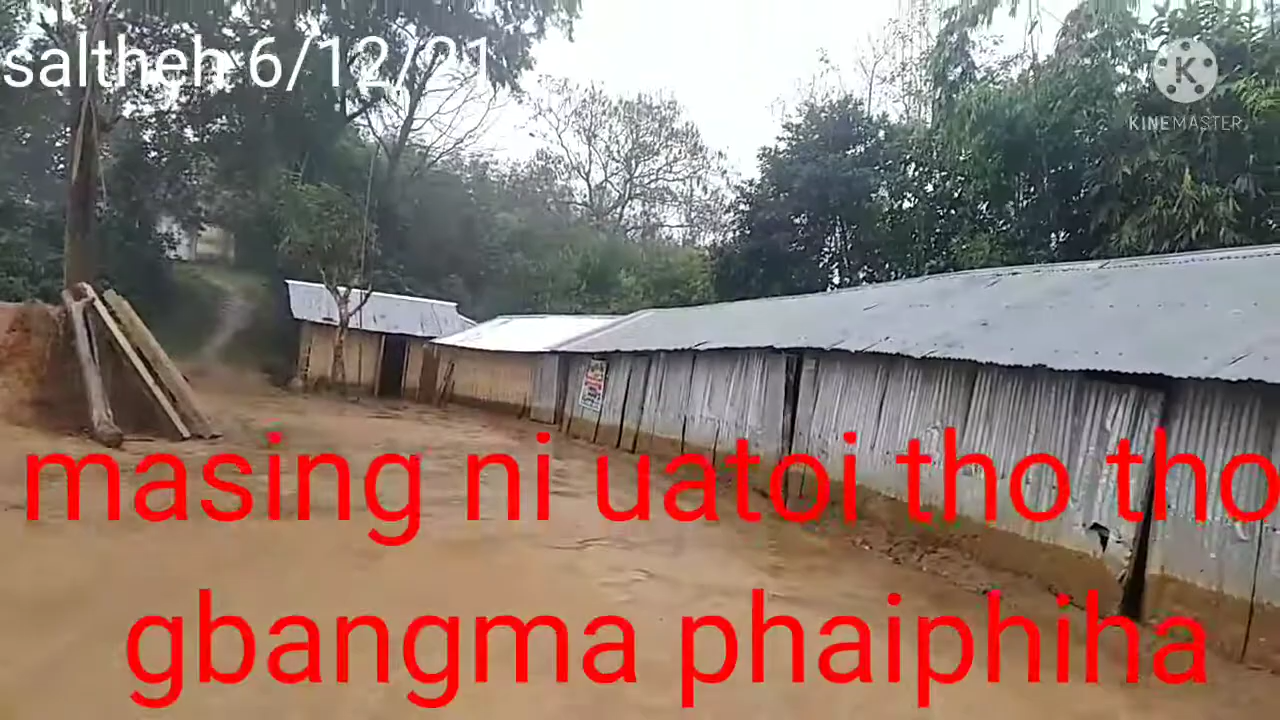 saltheh 6/12/21
KINEMASTER
masing ni uatoi tho tho
gbangma phaiphiha